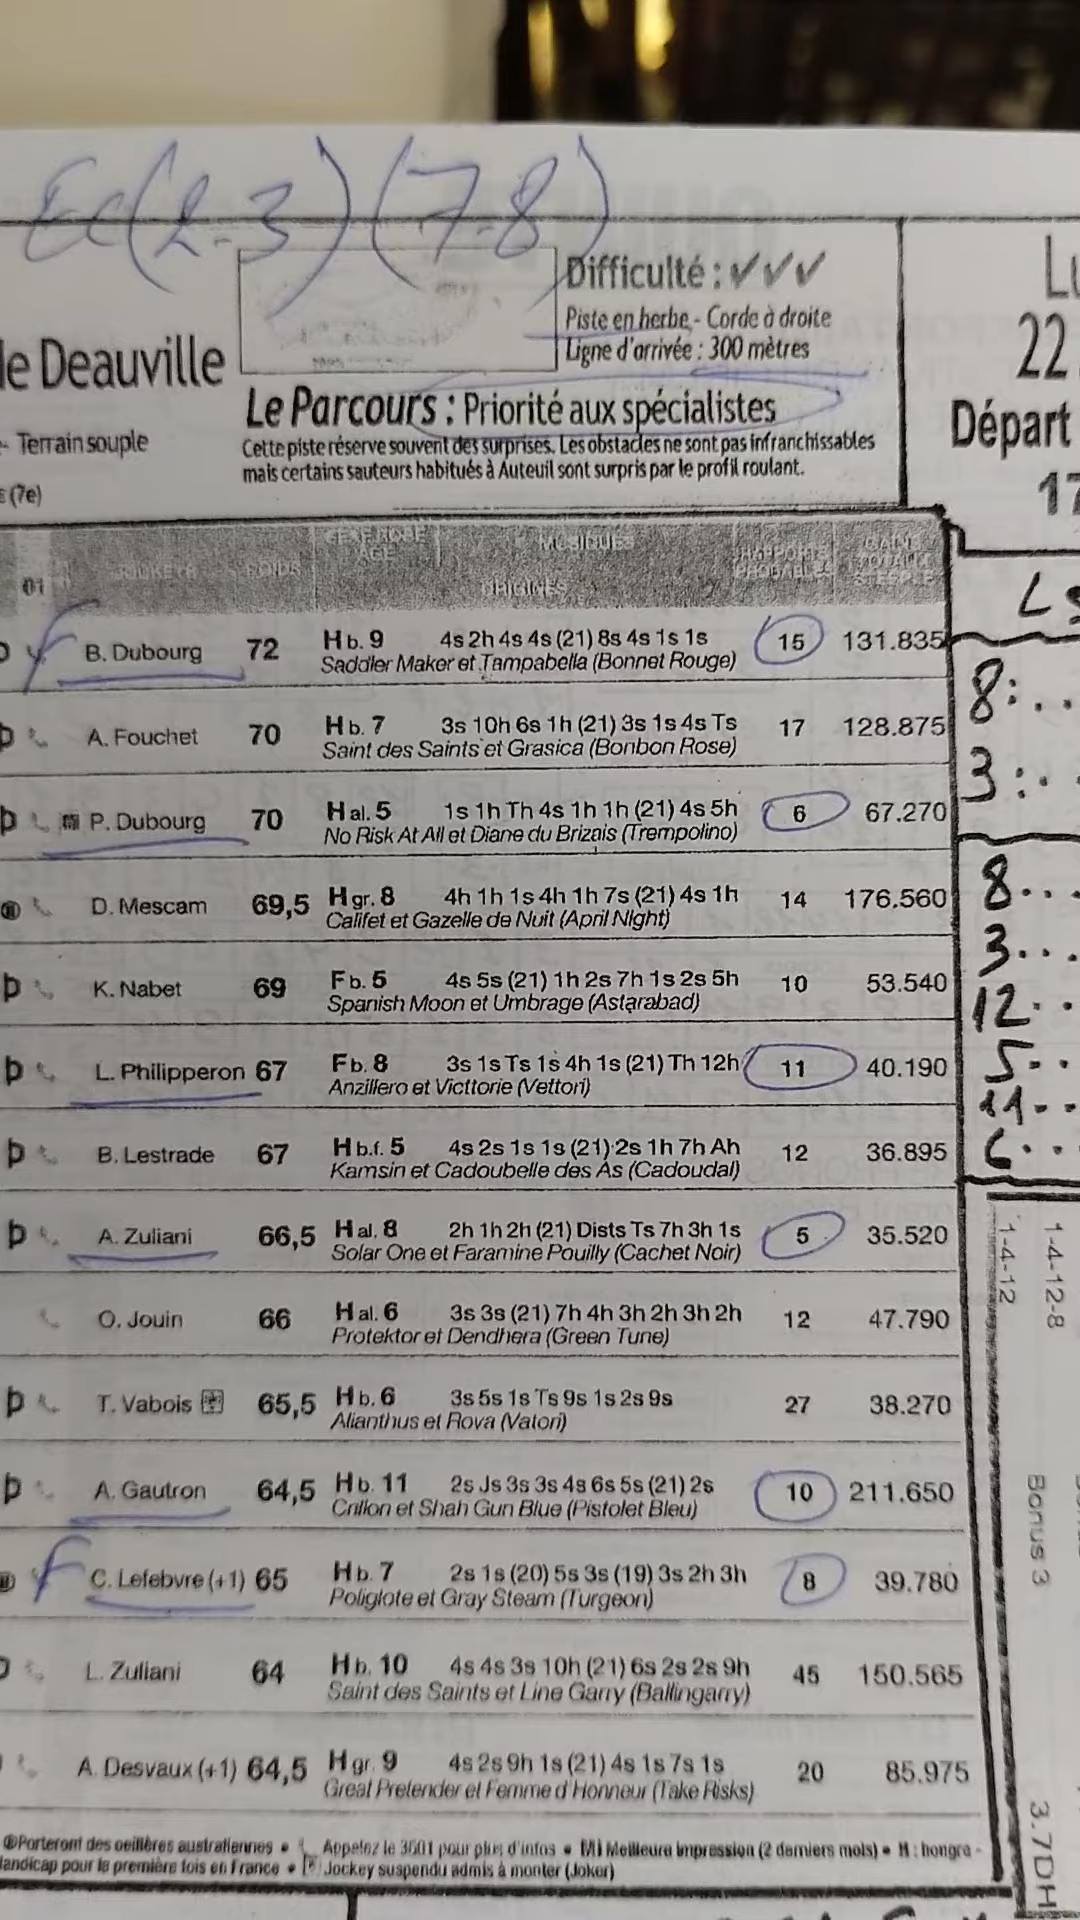 Ec(2-3) (7-8)
Difficulté : ✓✓✓
Piste en herbe - Corde à droite
Ligne d'arrivée : 300 mètres
de Deauville
Le Parcours : Priorité aux spécialistes
- Terrain souple
Cette piste réserve souvent des surprises. Les obstacles ne sont pas infranchissables
mais certains sauteurs habitués à Auteuil sont surpris par le profil roulant.
(7e)
22
Départ
17
01
ORIGINES
B. Dubourg 72 H b. 9 4s 2h 4s 4s (21) 8s 4s 1s 1s 15 131.835
Saddler Maker et Tampabella (Bonnet Rouge)
A. Fouchet 70 H b. 7 3s 10h 6s 1h (21) 3s 1s 4s Ts 17 128.875
Saint des Saints et Grasica (Bonbon Rose)
P. Dubourg 70 H al. 5 1s 1h Th 4s 1h 1h (21) 4s 5h 6 67.270
No Risk At All et Diane du Brizais (Trempolino)
D. Mescam 69,5 H gr. 8 4h 1h 1s 4h 1h 7s (21) 4s 1h 14 176.560
Califet et Gazelle de Nuit (April Night)
K. Nabet 69 F b. 5 4s 5s (21) 1h 2s 7h 1s 2s 5h 10 53.540
Spanish Moon et Umbrage (Astarabad)
L. Philipperon 67 F b. 8 3s 1s Ts 1s 4h 1s (21) Th 12h 11 40.190
Anzillero et Victtorie (Vettori)
B. Lestrade 67 H b.f. 5 4s 2s 1s 1s (21) 2s 1h 7h Ah 12 36.895
Kamsin et Cadoubelle des As (Cadoudal)
A. Zuliani 66,5 H al. 8 2h 1h 2h (21) Dists Ts 7h 3h 1s 5 35.520
Solar One et Faramine Pouilly (Cachet Noir)
O. Jouin 66 H al. 6 3s 3s (21) 7h 4h 3h 2h 3h 2h 12 47.790
Protektor et Dendhera (Green Tune)
T. Vabois 65,5 H b. 6 3s 5s 1s Ts 9s 1s 2s 9s 27 38.270
Alianthus et Rova (Vatori)
A. Gautron 64,5 H b. 11 2s Js 3s 3s 4s 6s 5s (21) 2s 10 211.650
Crillon et Shah Gun Blue (Pistolet Bleu)
C. Lefebvre (+1) 65 H b. 7 2s 1s (20) 5s 3s (19) 3s 2h 3h 8 39.780
Poliglote et Gray Steam (Turgeon)
L. Zuliani 64 H b. 10 4s 4s 3s 10h (21) 6s 2s 2s 9h 45 150.565
Saint des Saints et Line Garry (Ballingarry)
A. Desvaux (+1) 64,5 H gr. 9 4s 2s 9h 1s (21) 4s 1s 7s 1s 20 85.975
Great Pretender et Femme d'Honneur (Take Risks)
Porteront des oeillères australiennes • Appelez le 3501 pour plus d'infos • MI Meilleure Impression (2 derniers mois) • H : hongre -
handicap pour la première fois en France • Jockey suspendu admis à monter (Joker)
8:..
3:..
8...
3...
12..
5...
11..
6...
1-4-12
1-4-12-8
Bonus 3
3.7DH